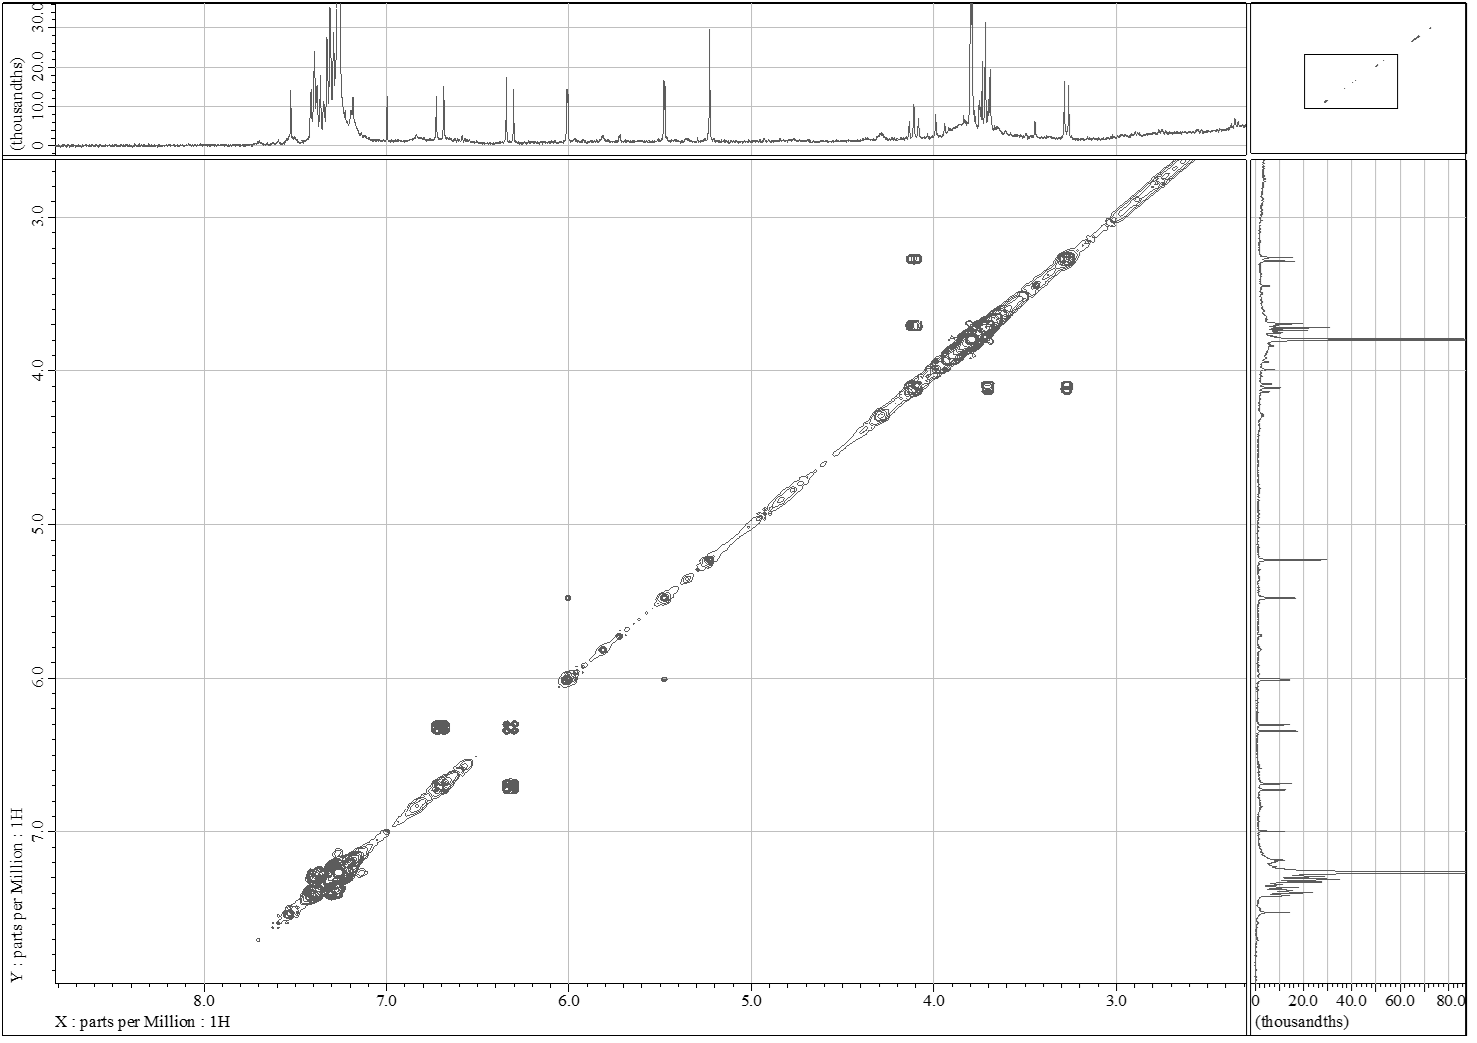 (thousandths)
0 10.0 20.0 30.0
Y : parts per Million : 1H
3.0
4.0
5.0
6.0
7.0
8.0 7.0 6.0 5.0 4.0 3.0
X : parts per Million : 1H
0 20.0 40.0 60.0 80.0
(thousandths)